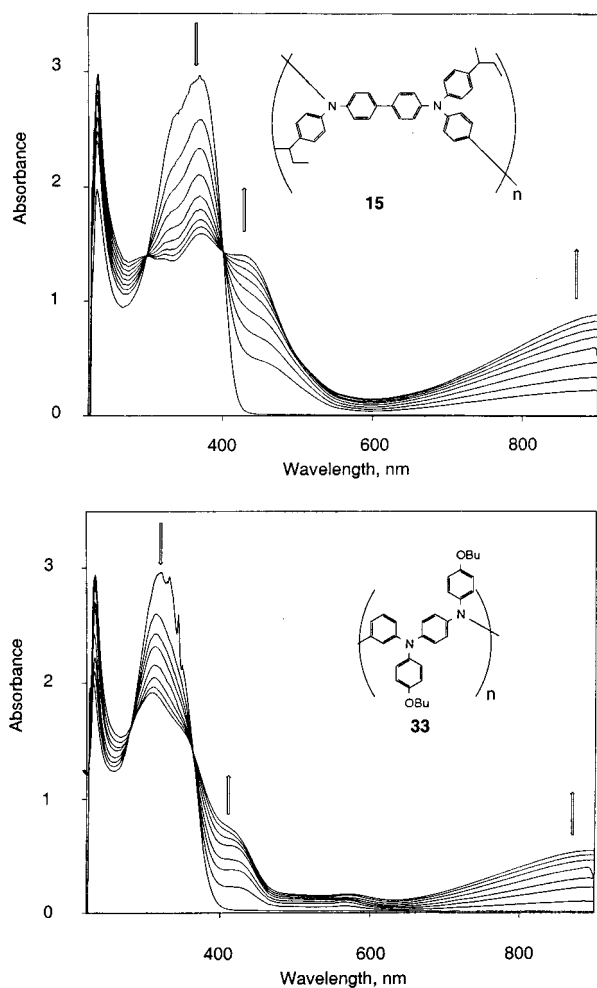 3
2
1
0
Absorbance
400
600
800
Wavelength, nm
N
N
n
15
3
2
1
0
Absorbance
400
600
800
Wavelength, nm
OBu
N
N
OBu
n
33